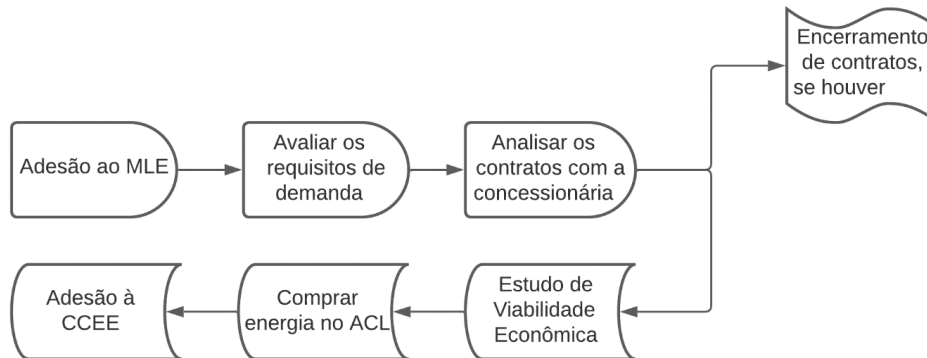 Encerramento
de contratos,
se houver
Adesão ao MLE
Avaliar os
requisitos de
demanda
Analisar os
contratos com a
concessionária
Adesão à
CCEE
Comprar
energia no ACL
Estudo de
Viabilidade
Econômica